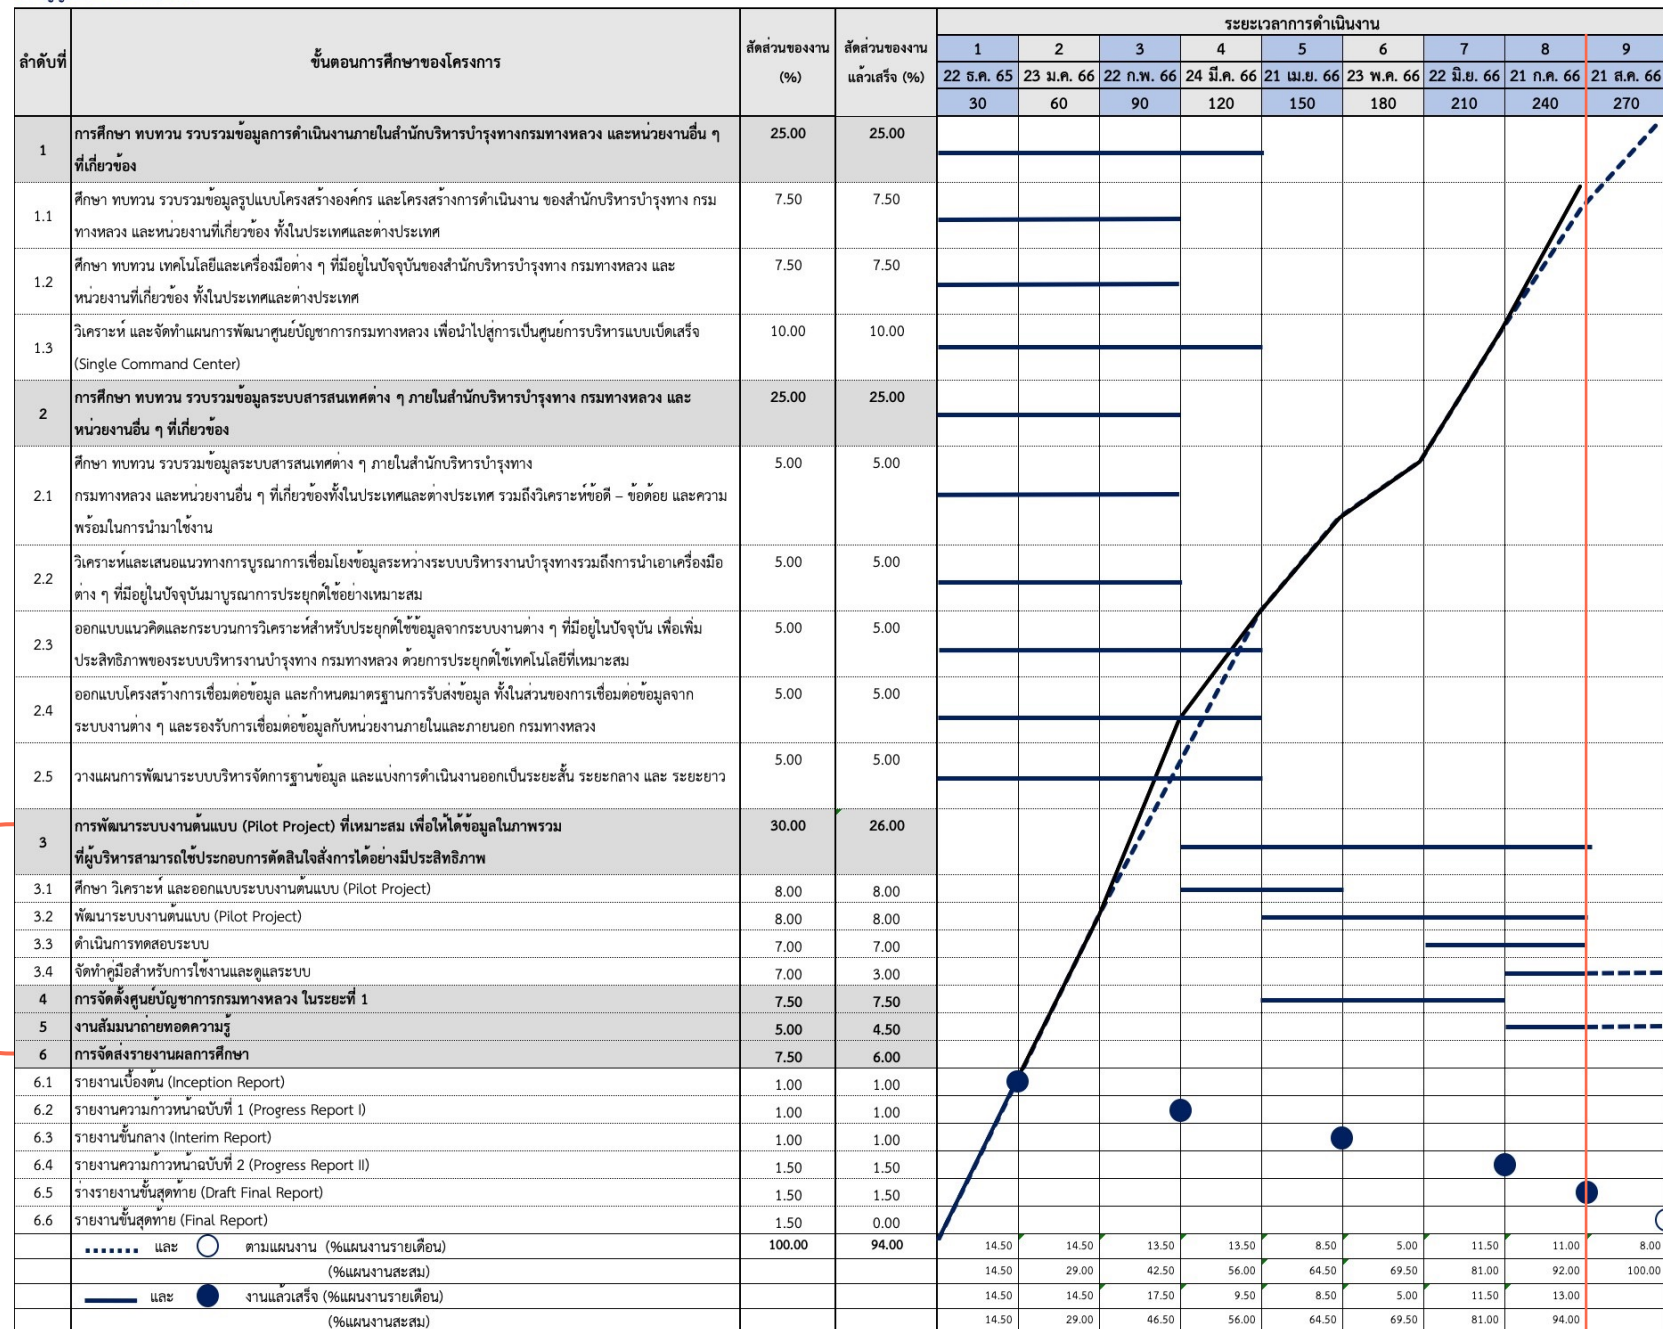 ระยะเวลาการดำเนินงาน
ลำดับที่ ขั้นตอนการศึกษาของโครงการ สัดส่วนของงาน (%) สัดส่วนของงานแล้วเสร็จ (%)
1 2 3 4 5 6 7 8 9
22 ธ.ค. 65 23 ม.ค. 66 22 ก.พ. 66 24 มี.ค. 66 21 เม.ย. 66 23 พ.ค. 66 22 มิ.ย. 66 21 ก.ค. 66 21 ส.ค. 66
30 60 90 120 150 180 210 240 270
1 การศึกษา ทบทวน รวบรวมข้อมูลการดำเนินงานภายในสำนักบริหารบำรุงทางกรมทางหลวง และหน่วยงานอื่น ๆ 25.00 25.00
ที่เกี่ยวข้อง
1.1 ศึกษา ทบทวน รวบรวมข้อมูลรูปแบบโครงสร้างองค์กร และโครงสร้างการดำเนินงาน ของสำนักบริหารบำรุงทาง กรม 7.50 7.50
ทางหลวง และหน่วยงานที่เกี่ยวข้อง ทั้งในประเทศและต่างประเทศ
1.2 ศึกษา ทบทวน เทคโนโลยีและเครื่องมือต่าง ๆ ที่มีอยู่ในปัจจุบันของสำนักบริหารบำรุงทาง กรมทางหลวง และ 7.50 7.50
หน่วยงานที่เกี่ยวข้อง ทั้งในประเทศและต่างประเทศ
1.3 วิเคราะห์ และจัดทำแผนการพัฒนาศูนย์บัญชาการกรมทางหลวง เพื่อนำไปสู่การเป็นศูนย์การบริหารแบบเบ็ดเสร็จ 10.00 10.00
(Single Command Center)
2 การศึกษา ทบทวน รวบรวมข้อมูลระบบสารสนเทศต่าง ๆ ภายในสำนักบริหารบำรุงทาง กรมทางหลวง และ 25.00 25.00
หน่วยงานอื่น ๆ ที่เกี่ยวข้อง
2.1 ศึกษา ทบทวน รวบรวมข้อมูลระบบสารสนเทศต่าง ๆ ภายในสำนักบริหารบำรุงทาง 5.00 5.00
กรมทางหลวง และหน่วยงานอื่น ๆ ที่เกี่ยวข้องทั้งในประเทศและต่างประเทศ รวมถึงวิเคราะห์ข้อดี – ข้อด้อย และความ
พร้อมในการนำมาใช้งาน
2.2 วิเคราะห์และเสนอแนวทางการบูรณาการเชื่อมโยงข้อมูลระหว่างระบบบริหารงานบำรุงทางรวมถึงการนำเอาเครื่องมือ 5.00 5.00
ต่าง ๆ ที่มีอยู่ในปัจจุบันมาบูรณาการประยุกต์ใช้อย่างเหมาะสม
2.3 ออกแบบแนวคิดและกระบวนการวิเคราะห์สำหรับประยุกต์ใช้ข้อมูลจากระบบงานต่าง ๆ ที่มีอยู่ในปัจจุบัน เพื่อเพิ่ม 5.00 5.00
ประสิทธิภาพของระบบบริหารงานบำรุงทาง กรมทางหลวง ด้วยการประยุกต์ใช้เทคโนโลยีที่เหมาะสม
2.4 ออกแบบโครงสร้างการเชื่อมต่อข้อมูล และกำหนดมาตรฐานการรับส่งข้อมูล ทั้งในส่วนของการเชื่อมต่อข้อมูลจาก 5.00 5.00
ระบบงานต่าง ๆ และรองรับการเชื่อมต่อข้อมูลกับหน่วยงานภายในและภายนอก กรมทางหลวง
2.5 วางแผนการพัฒนาระบบบริหารจัดการฐานข้อมูล และแบ่งการดำเนินงานออกเป็นระยะสั้น ระยะกลาง และ ระยะยาว 5.00 5.00
3 การพัฒนาระบบงานต้นแบบ (Pilot Project) ที่เหมาะสม เพื่อให้ได้ข้อมูลในภาพรวม 30.00 26.00
ที่ผู้บริหารสามารถใช้ประกอบการตัดสินใจสั่งการได้อย่างมีประสิทธิภาพ
3.1 ศึกษา วิเคราะห์ และออกแบบระบบงานต้นแบบ (Pilot Project) 8.00 8.00
3.2 พัฒนาระบบงานต้นแบบ (Pilot Project) 8.00 8.00
3.3 ดำเนินการทดสอบระบบ 7.00 7.00
3.4 จัดทำคู่มือสำหรับการใช้งานและดูแลระบบ 7.00 3.00
4 การจัดตั้งศูนย์บัญชาการกรมทางหลวง ในระยะที่ 1 7.50 7.50
5 งานสัมมนาถ่ายทอดความรู้ 5.00 4.50
6 การจัดส่งรายงานผลการศึกษา 7.50 6.00
6.1 รายงานเบื้องต้น (Inception Report) 1.00 1.00
6.2 รายงานความก้าวหน้าฉบับที่ 1 (Progress Report I) 1.00 1.00
6.3 รายงานขั้นกลาง (Interim Report) 1.00 1.00
6.4 รายงานความก้าวหน้าฉบับที่ 2 (Progress Report II) 1.50 1.50
6.5 ร่างรายงานขั้นสุดท้าย (Draft Final Report) 1.50 1.50
6.6 รายงานขั้นสุดท้าย (Final Report) 1.50 0.00
และ ตามแผนงาน (%แผนงานรายเดือน) 100.00 94.00 14.50 14.50 13.50 13.50 8.50 5.00 11.50 11.00 8.00
(%แผนงานสะสม) 14.50 29.00 42.50 56.00 64.50 69.50 81.00 92.00 100.00
และ งานแล้วเสร็จ (%แผนงานรายเดือน) 14.50 14.50 17.50 9.50 8.50 5.00 11.50 13.00
(%แผนงานสะสม) 14.50 29.00 46.50 56.00 64.50 69.50 81.00 94.00